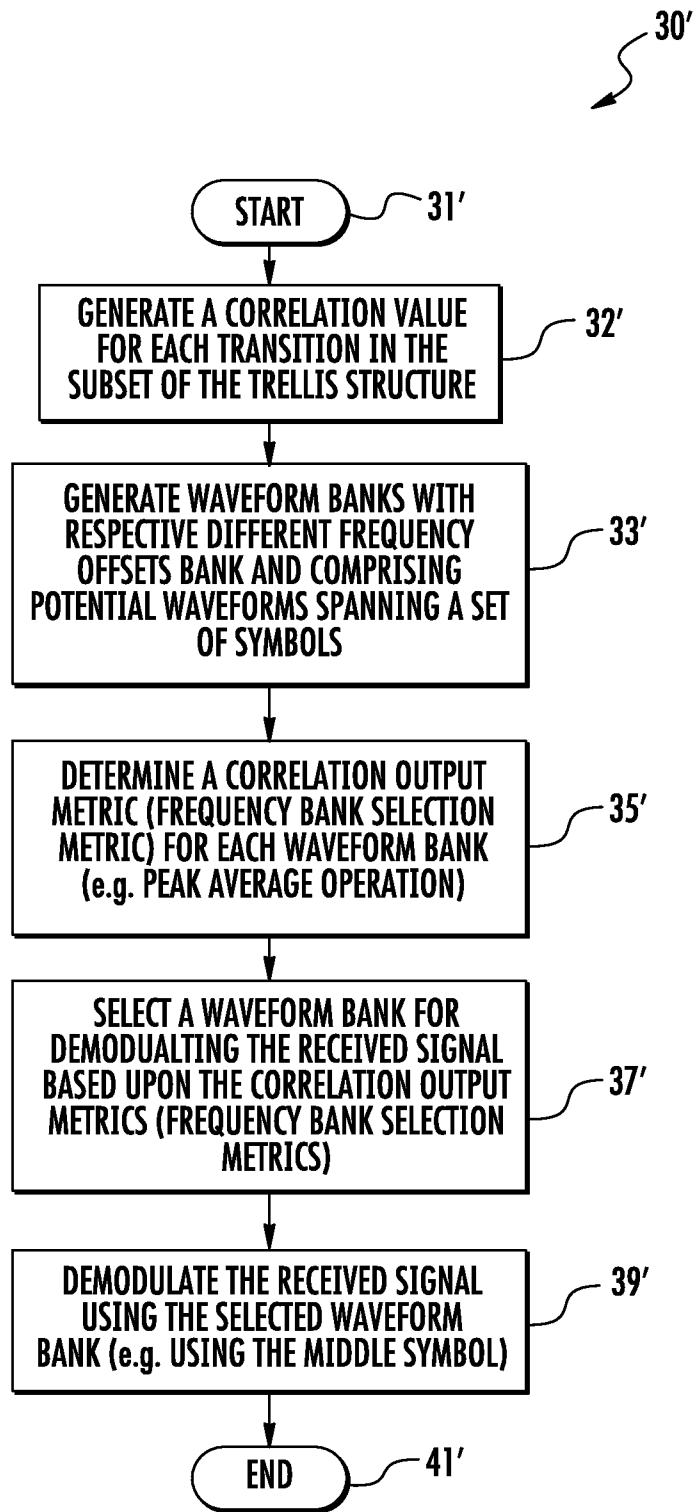 30'
START
31'
GENERATE A CORRELATION VALUE
FOR EACH TRANSITION IN THE
SUBSET OF THE TRELLIS STRUCTURE
32'
GENERATE WAVEFORM BANKS WITH
RESPECTIVE DIFFERENT FREQUENCY
OFFSETS BANK AND COMPRISING
POTENTIAL WAVEFORMS SPANNING A SET
OF SYMBOLS
33'
DETERMINE A CORRELATION OUTPUT
METRIC (FREQUENCY BANK SELECTION
METRIC) FOR EACH WAVEFORM BANK
(e.g. PEAK AVERAGE OPERATION)
35'
SELECT A WAVEFORM BANK FOR
DEMODUALTING THE RECEIVED SIGNAL
BASED UPON THE CORRELATION OUTPUT
METRICS (FREQUENCY BANK SELECTION
METRICS)
37'
DEMODULATE THE RECEIVED SIGNAL
USING THE SELECTED WAVEFORM
BANK (e.g. USING THE MIDDLE SYMBOL)
39'
END
41'